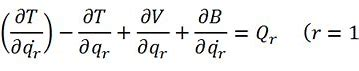 (∂T/∂q̇ᵣ) − ∂T/∂qᵣ + ∂V/∂qᵣ + ∂B/∂q̇ᵣ = Qᵣ (r = 1